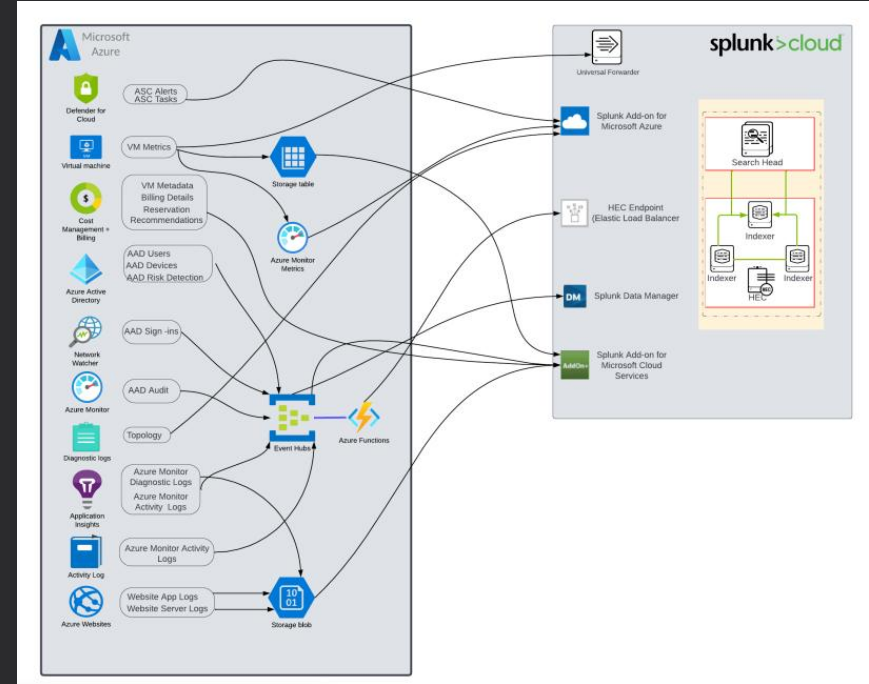 Microsoft
Azure
Defender for
Cloud
ASC Alerts
ASC Tasks
Virtual machine
VM Metrics
Storage table
Cost
Management +
Billing
VM Metadata
Billing Details
Reservation
Recommendations
Azure Monitor
Metrics
Azure Active
Directory
AAD Users
AAD Devices
AAD Risk Detection
Network
Watcher
AAD Sign -ins
Azure Monitor
AAD Audit
Event Hubs
Azure Functions
Diagnostic logs
Topology
Application
Insights
Azure Monitor
Diagnostic Logs
Azure Monitor
Activity Logs
Activity Log
Azure Monitor Activity
Logs
Azure Websites
Website App Logs
Website Server Logs
10
01
Storage blob
splunk>cloud
Universal Forwarder
Splunk Add-on for
Microsoft Azure
HEC Endpoint
(Elastic Load Balancer
DM
Splunk Data Manager
AddOn+
Splunk Add-on for
Microsoft Cloud
Services
Search Head
Indexer
Indexer
Indexer
HEC
HEC